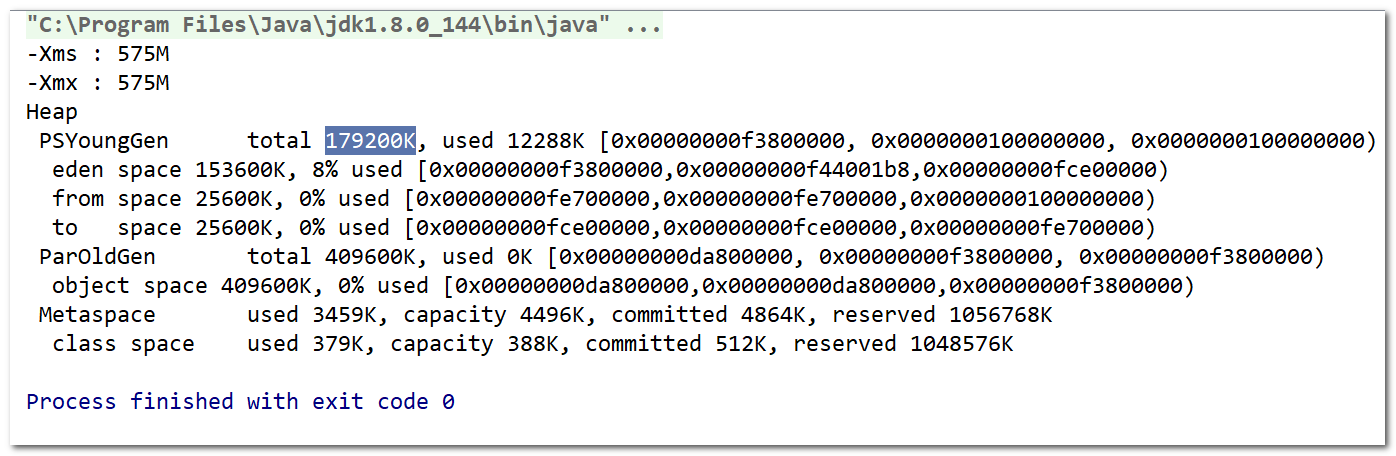 "C:\Program Files\Java\jdk1.8.0_144\bin\java" ...
-Xms : 575M
-Xmx : 575M
Heap
PSYoungGen total 179200K, used 12288K [0x00000000f3800000, 0x0000000100000000, 0x0000000100000000)
eden space 153600K, 8% used [0x00000000f3800000,0x00000000f44001b8,0x00000000fce00000)
from space 25600K, 0% used [0x00000000fe700000,0x00000000fe700000,0x0000000100000000)
to space 25600K, 0% used [0x00000000fce00000,0x00000000fce00000,0x00000000fe700000)
ParOldGen total 409600K, used 0K [0x00000000da800000, 0x00000000f3800000, 0x00000000f3800000)
object space 409600K, 0% used [0x00000000da800000,0x00000000da800000,0x00000000f3800000)
Metaspace used 3459K, capacity 4496K, committed 4864K, reserved 1056768K
class space used 379K, capacity 388K, committed 512K, reserved 1048576K
Process finished with exit code 0